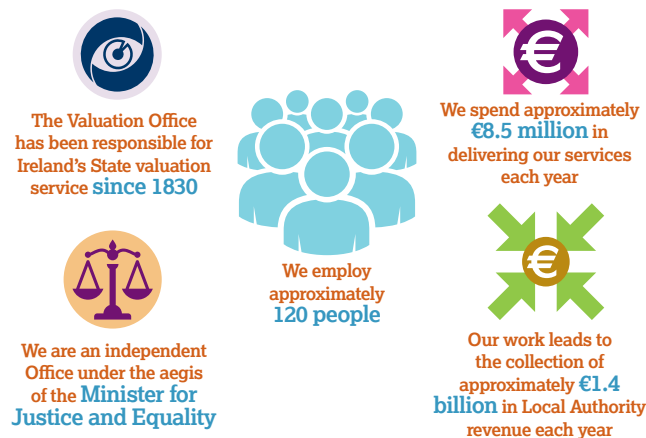 The Valuation Office
has been responsible for
Ireland's State valuation
service since 1830
We are an independent
Office under the aegis
of the Minister for
Justice and Equality
We employ
approximately
120 people
€
We spend approximately
€8.5 million in
delivering our services
each year
€
Our work leads to
the collection of
approximately €1.4
billion in Local Authority
revenue each year